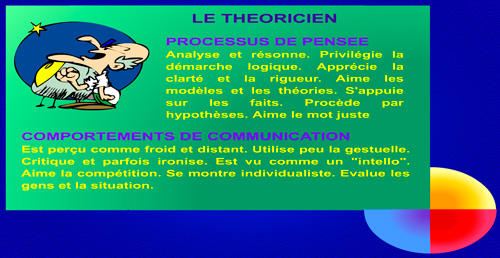 LE THEORICIEN
PROCESSUS DE PENSEE
Analyse et résonne. Privilégie la
démarche logique. Apprécie la
clarté et la rigueur. Aime les
modèles et les théories. S'appuie
sur les faits. Procède par
hypothèses. Aime le mot juste
COMPORTEMENTS DE COMMUNICATION
Est perçu comme froid et distant. Utilise peu la gestuelle.
Critique et parfois ironise. Est vu comme un "intello".
Aime la compétition. Se montre individualiste. Evalue les
gens et la situation.